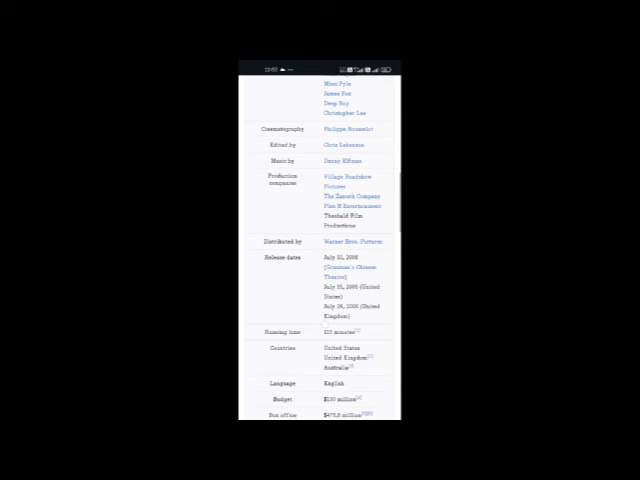 Missi Pyle
James Fox
Deep Roy
Christopher Lee
Cinematography Philippe Rousselot
Edited by Chris Lebenzon
Music by Danny Elfman
Production companies Village Roadshow Pictures
The Zanuck Company
Plan B Entertainment
Theobald Film Productions
Distributed by Warner Bros. Pictures
Release dates July 10, 2005
(Grauman's Chinese Theatre)
July 15, 2005 (United States)
July 29, 2005 (United Kingdom)
Running time 115 minutes
Countries United States
United Kingdom
Australia
Language English
Budget $150 million
Box office $475.8 million